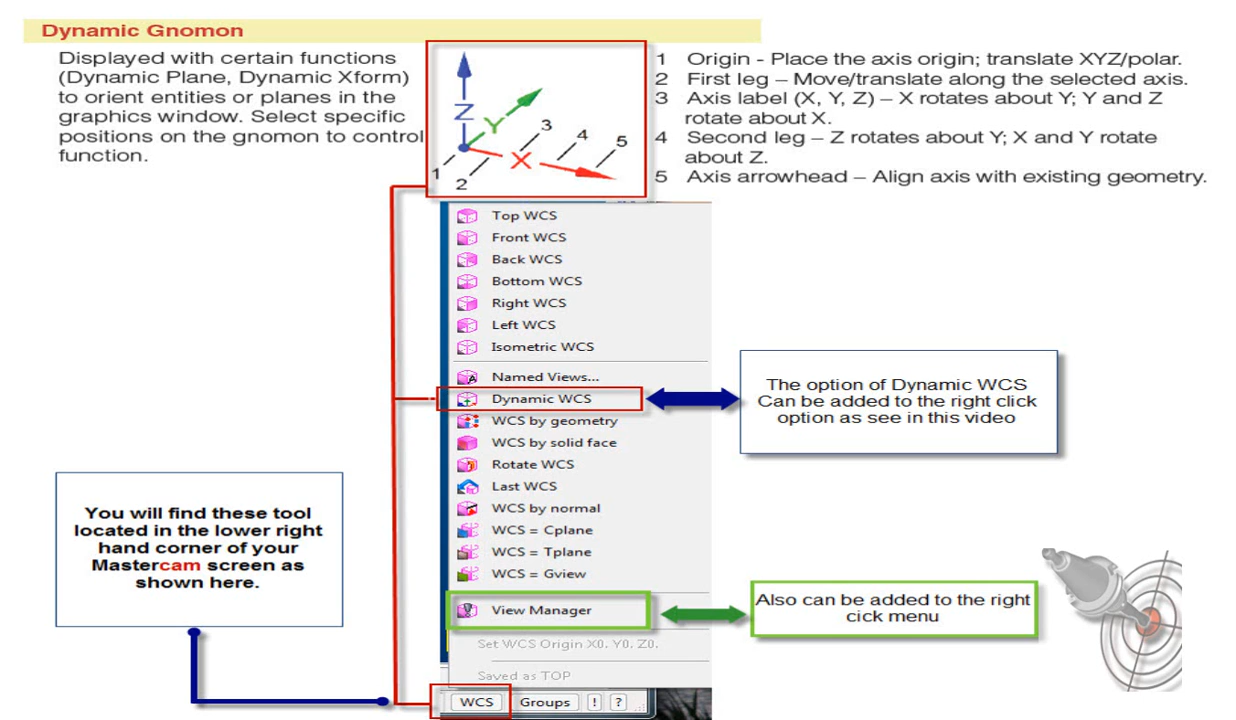 Dynamic Gnomon
Displayed with certain functions
(Dynamic Plane, Dynamic Xform)
to orient entities or planes in the
graphics window. Select specific
positions on the gnomon to control
function.
Z
Y
X
1
2
3
4
5
1 Origin - Place the axis origin; translate XYZ/polar.
2 First leg – Move/translate along the selected axis.
3 Axis label (X, Y, Z) – X rotates about Y; Y and Z
rotate about X.
4 Second leg – Z rotates about Y; X and Y rotate
about Z.
5 Axis arrowhead – Align axis with existing geometry.
Top WCS
Front WCS
Back WCS
Bottom WCS
Right WCS
Left WCS
Isometric WCS
Named Views...
Dynamic WCS
WCS by geometry
WCS by solid face
Rotate WCS
Last WCS
WCS by normal
WCS = Cplane
WCS = Tplane
WCS = Gview
View Manager
Set WCS Origin X0. Y0. Z0.
Saved as TOP
WCS Groups ! ?
The option of Dynamic WCS
Can be added to the right click
option as see in this video
You will find these tool
located in the lower right
hand corner of your
Mastercam screen as
shown here.
Also can be added to the right
cick menu